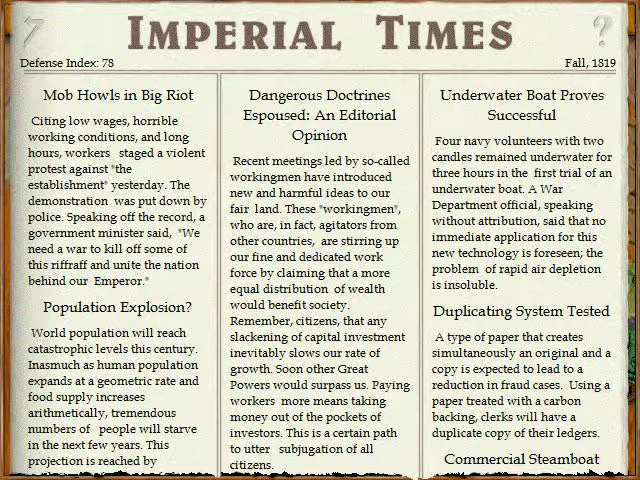 IMPERIAL TIMES
Defense Index: 78
Fall, 1819
Mob Howls in Big Riot
Citing low wages, horrible
working conditions, and long
hours, workers staged a violent
protest against "the
establishment" yesterday. The
demonstration was put down by
police. Speaking off the record, a
government minister said, "We
need a war to kill off some of
this riffraff and unite the nation
behind our Emperor."
Population Explosion?
World population will reach
catastrophic levels this century.
Inasmuch as human population
expands at a geometric rate and
food supply increases
arithmetically, tremendous
numbers of people will starve
in the next few years. This
projection is reached by
Dangerous Doctrines
Espoused: An Editorial
Opinion
Recent meetings led by so-called
workingmen have introduced
new and harmful ideas to our
fair land. These "workingmen",
who are, in fact, agitators from
other countries, are stirring up
our fine and dedicated work
force by claiming that a more
equal distribution of wealth
would benefit society.
Remember, citizens, that any
slackening of capital investment
inevitably slows our rate of
growth. Soon other Great
Powers would surpass us. Paying
workers more means taking
money out of the pockets of
investors. This is a certain path
to utter subjugation of all
citizens.
Underwater Boat Proves
Successful
Four navy volunteers with two
candles remained underwater for
three hours in the first trial of an
underwater boat. A War
Department official, speaking
without attribution, said that no
immediate application for this
new technology is foreseen; the
problem of rapid air depletion
is insoluble.
Duplicating System Tested
A type of paper that creates
simultaneously an original and a
copy is expected to lead to a
reduction in fraud cases. Using a
paper treated with a carbon
backing, clerks will have a
duplicate copy of their ledgers.
Commercial Steamboat